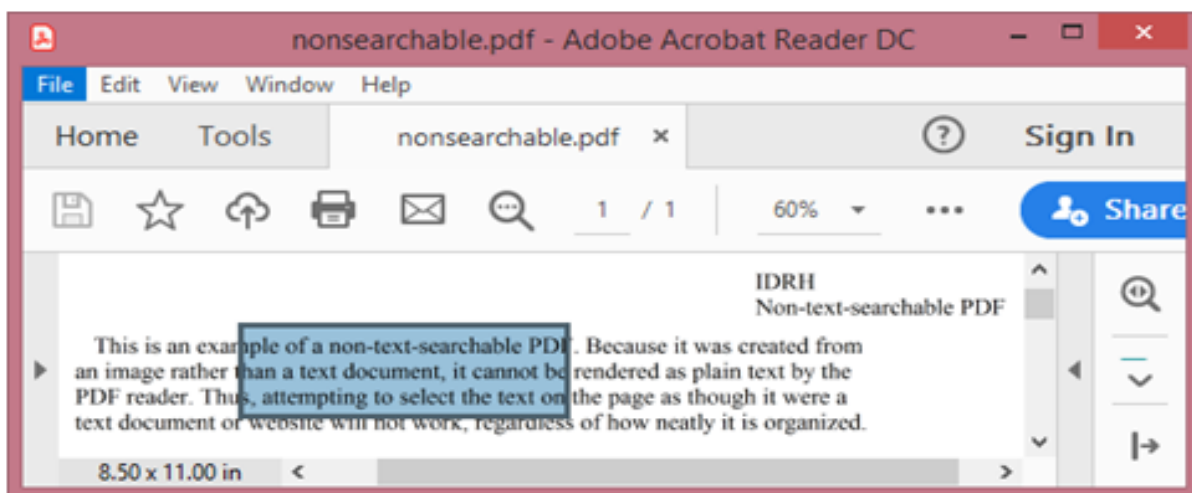 nonsearchable.pdf - Adobe Acrobat Reader DC
File Edit View Window Help
Home Tools nonsearchable.pdf × Sign In
1 / 1 60% Share
IDRH
Non-text-searchable PDF
This is an example of a non-text-searchable PDF. Because it was created from
an image rather than a text document, it cannot be rendered as plain text by the
PDF reader. Thus, attempting to select the text on the page as though it were a
text document or website will not work, regardless of how neatly it is organized.
8.50 x 11.00 in